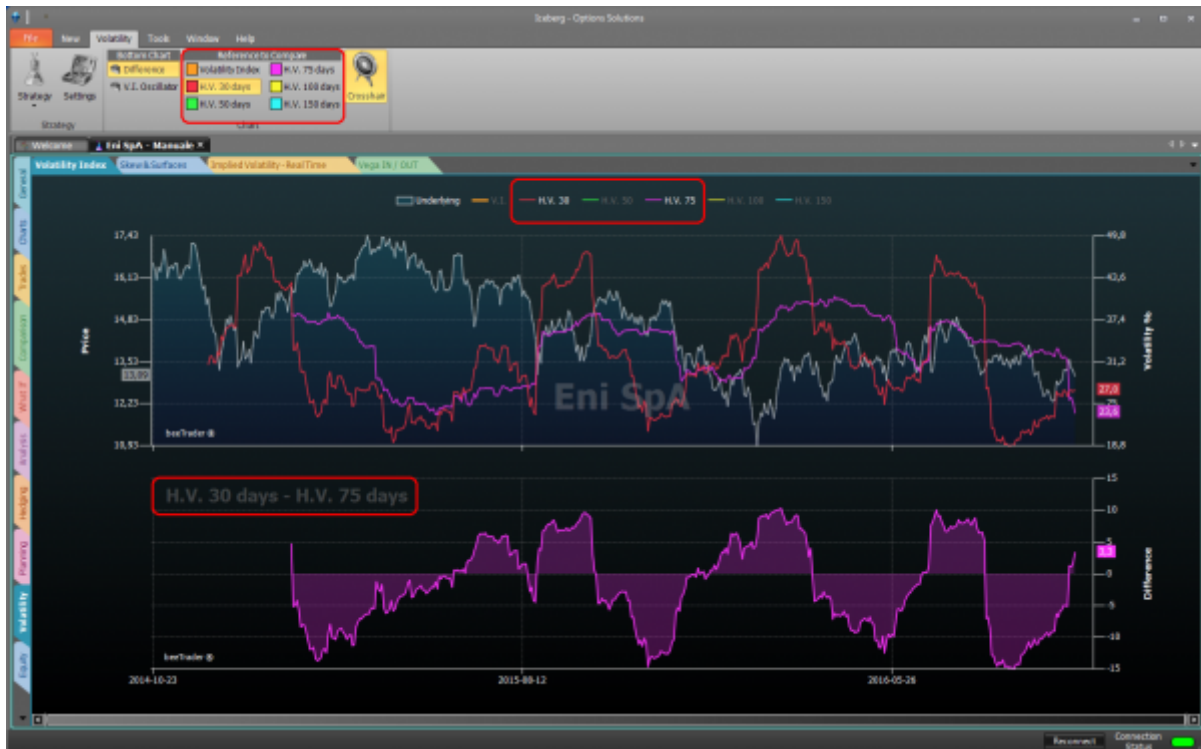 Iceberg - Options Solutions
File New Volatility Tools Window Help
Bottom Chart Reference to Compare
Difference Volatility Index H.V. 75 days
V.I. Oscillator H.V. 30 days H.V. 100 days
Strategy Settings H.V. 50 days H.V. 150 days Crosshair
Strategy Chart
Welcome Eni SpA - Manuale ×
Volatility Index Skew & Surfaces Implied Volatility - Real Time Vega IN / OUT
General
Charts
Trades
Comparison
What If
Analysis
Hedging
Planning
Volatility
Equity
Underlying V.I. H.V. 30 H.V. 50 H.V. 75 H.V. 100 H.V. 150
17,43 49,8
16,13 43,6
14,83 37,4
13,53 31,2
13,09
27,0
12,23 25
23,6
10,93 18,8
Price
Volatility %
Eni SpA
beeTrader ®
H.V. 30 days - H.V. 75 days
15
10
5
3,3
0
-5
-10
-15
Difference
beeTrader ®
2014-10-23 2015-08-12 2016-05-26
Reconnect Connection Status